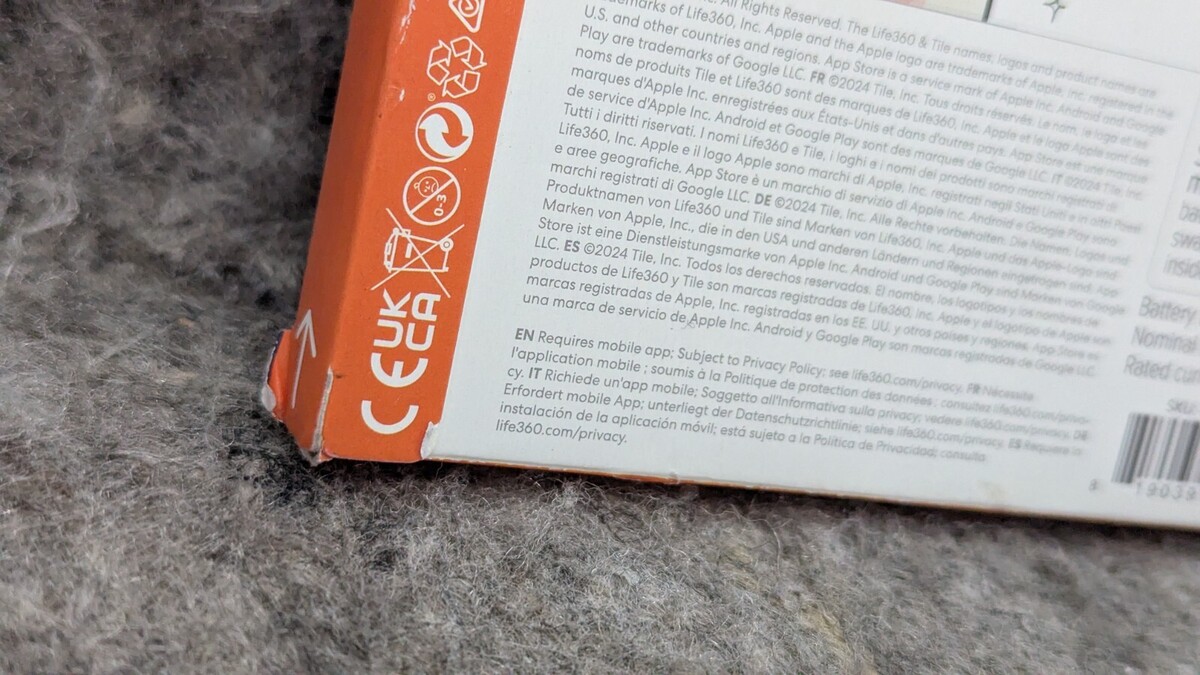 All Rights Reserved. The Life360 & Tile names, logos and product names are
trademarks of Life360, Inc. Apple and the Apple logo are trademarks of Apple, Inc., registered in the
U.S. and other countries and regions. App Store is a service mark of Apple Inc. Android and Google
Play are trademarks of Google LLC. FR ©2024 Tile, Inc. Tous droits réservés. Le nom, le logo et les
noms de produits Tile et Life360 sont des marques de Life360, Inc. Apple et le logo Apple sont des
marques d'Apple Inc. enregistrées aux États-Unis et dans d'autres pays. App Store est une marque
de service d'Apple Inc. Android et Google Play sont des marques de Google LLC. IT ©2024 Tile, Inc.
Tutti i diritti riservati. I nomi Life360 e Tile, i loghi e i nomi dei prodotti sono marchi registrati di
Life360, Inc. Apple e il logo Apple sono marchi di Apple, Inc. registrati negli Stati Uniti e in altri Paesi
e aree geografiche. App Store è un marchio di servizio di Apple Inc. Android e Google Play sono
marchi registrati di Google LLC. DE ©2024 Tile, Inc. Alle Rechte vorbehalten. Die Namen, Logos und
Produktnamen von Life360 und Tile sind Marken von Life360, Inc. Apple und das Apple-Logo sind
Marken von Apple, Inc., die in den USA und anderen Ländern und Regionen eingetragen sind. App
Store ist eine Dienstleistungsmarke von Apple Inc. Android und Google Play sind Marken von Google
LLC. ES ©2024 Tile, Inc. Todos los derechos reservados. El nombre, los logotipos y los nombres de
productos de Life360 y Tile son marcas registradas de Life360, Inc. Apple y el logotipo de Apple son
marcas registradas de Apple, Inc. registradas en los EE. UU. y otros países y regiones. App Store es
una marca de servicio de Apple Inc. Android y Google Play son marcas registradas de Google LLC.
EN Requires mobile app; Subject to Privacy Policy: see life360.com/privacy. FR Nécessite
l'application mobile ; soumis à la Politique de protection des données ; consultez life360.com/priva-
cy. IT Richiede un'app mobile; Soggetto all'Informativa sulla privacy; vedere life360.com/privacy. DE
Erfordert mobile App; unterliegt der Datenschutzrichtlinie; siehe life360.com/privacy. ES Requiere la
instalación de la aplicación móvil; está sujeto a la Política de Privacidad; consulta
life360.com/privacy.
0-3
UK
CA
CE
Battery
Nominal
Rated cur
SKU
19039